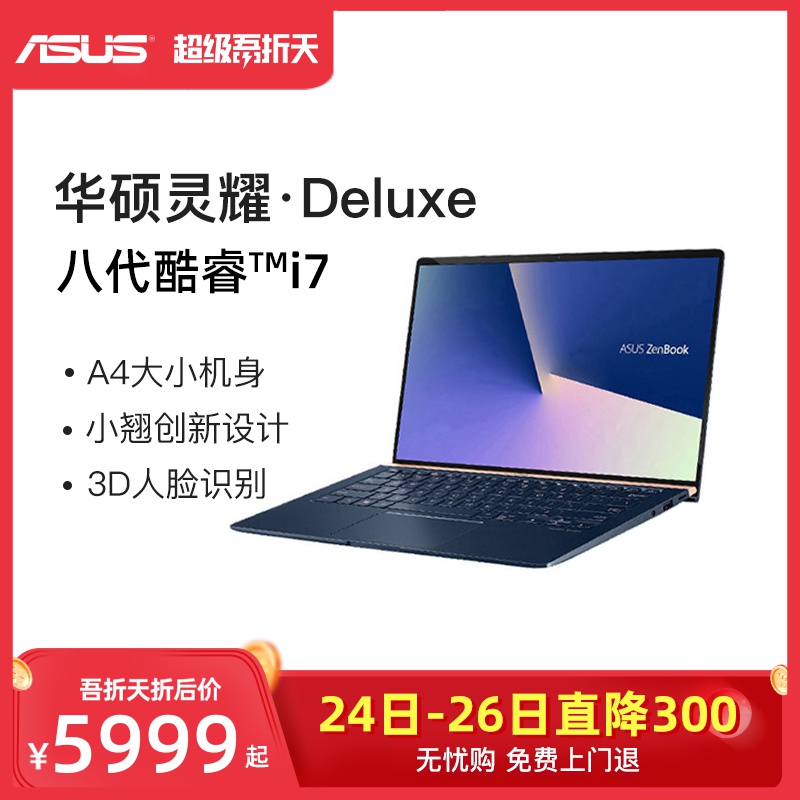 ASUS 超级吾折天
华硕灵耀·Deluxe
八代酷睿™i7
• A4大小机身
• 小翘创新设计
• 3D人脸识别
ASUS ZenBook
吾折天折后价
¥5999起
24日-26日直降300
无忧购 免费上门退